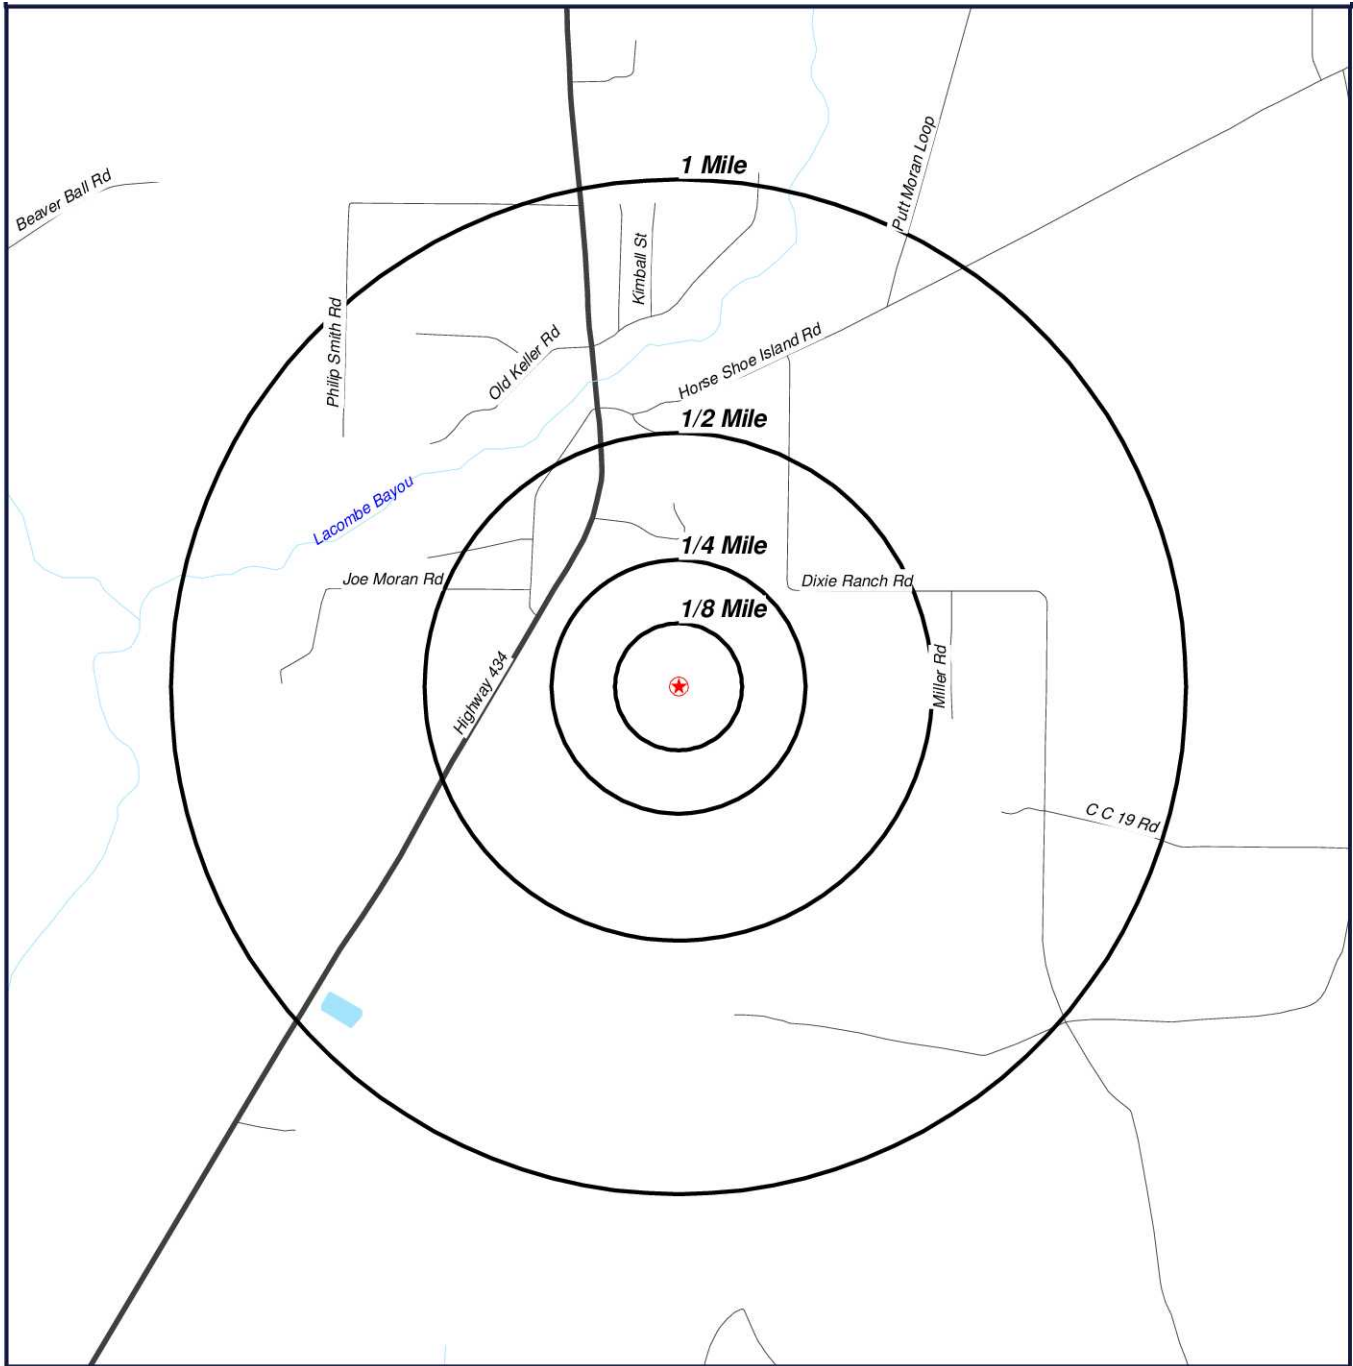 1 Mile
Putt Moran Loop
Beaver Ball Rd
Kimball St
Philip Smith Rd
Old Keller Rd
Horse Shoe Island Rd
1/2 Mile
Lacombe Bayou
1/4 Mile
Joe Moran Rd
Dixie Ranch Rd
1/8 Mile
Highway 434
Miller Rd
C C 19 Rd